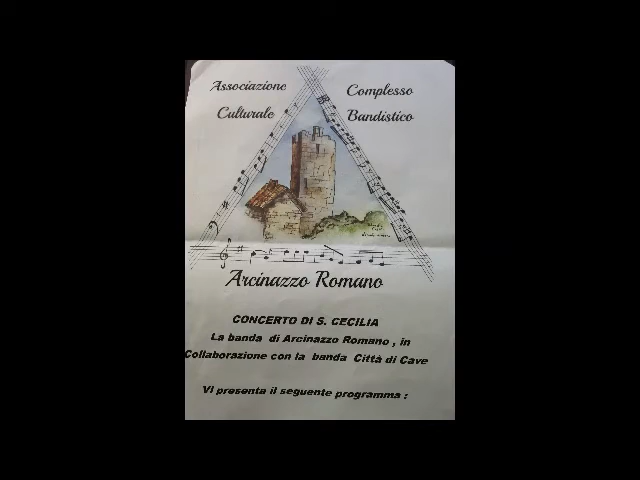 Associazione Complesso
Culturale Bandistico
Arcinazzo Romano
CONCERTO DI S. CECILIA
La banda di Arcinazzo Romano , in
Collaborazione con la banda Città di Cave
Vi presenta il seguente programma :